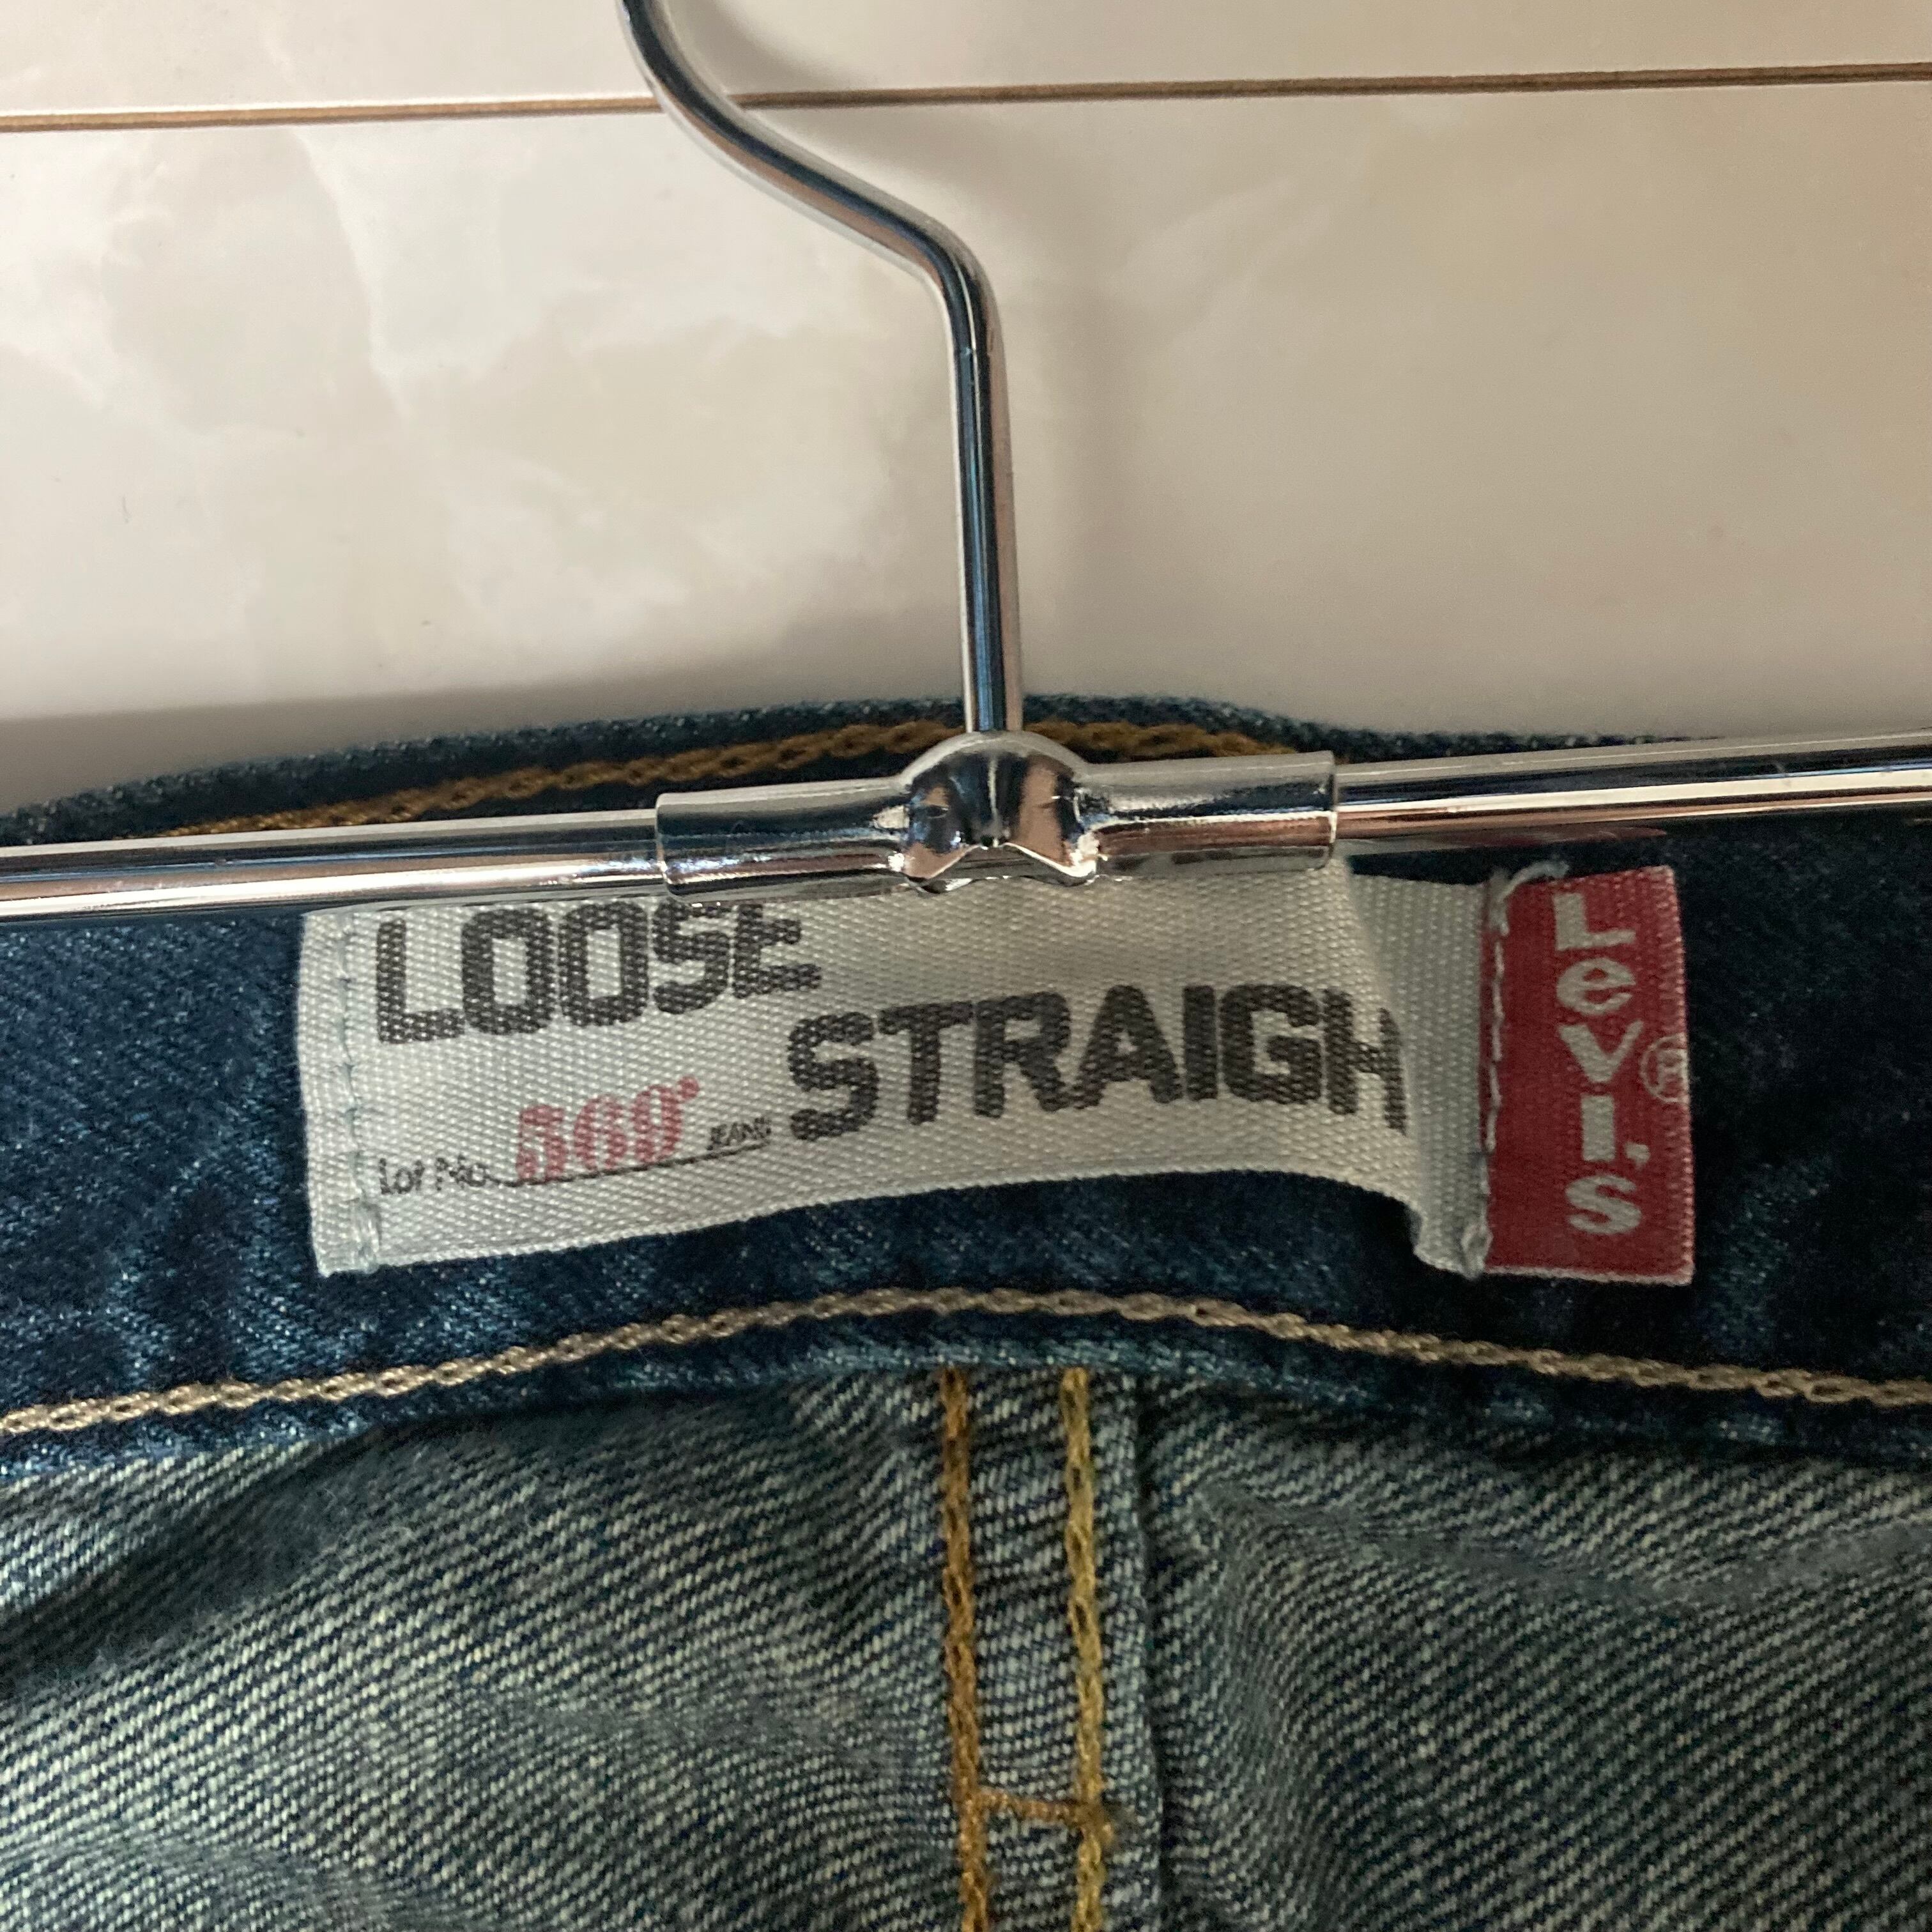 LOOSE
STRAIGH
Lot No. 569® JEANS
Levi's®